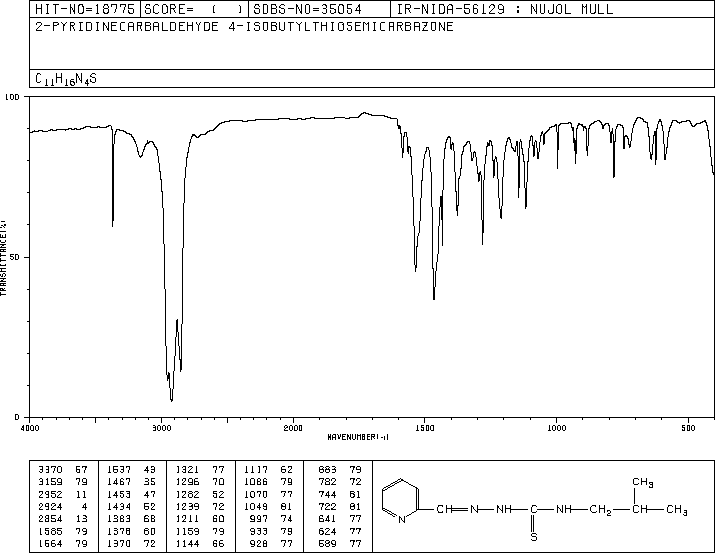 HIT-NO=18775 SCORE= ( ) SDBS-NO=35054 IR-NIDA-56129 : NUJOL MULL
2-PYRIDINECARBALDEHYDE 4-ISOBUTYLTHIOSEMICARBAZONE
C11H16N4S
100
50
0
TRANSMITTANCE(%)
4000 3000 2000 1500 1000 500
WAVENUMBER(-1)
3370 57 1537 43 1321 77 1117 62 883 79
3159 79 1467 35 1296 70 1086 79 782 72
2952 11 1453 47 1282 52 1070 77 744 81
2924 4 1434 52 1239 72 1049 81 722 81
2854 13 1383 68 1211 60 997 74 641 77
1585 79 1378 60 1159 79 933 79 624 77
1564 79 1370 72 1144 66 928 77 589 77
CH3
N CH N NH C NH CH2 CH CH3
S